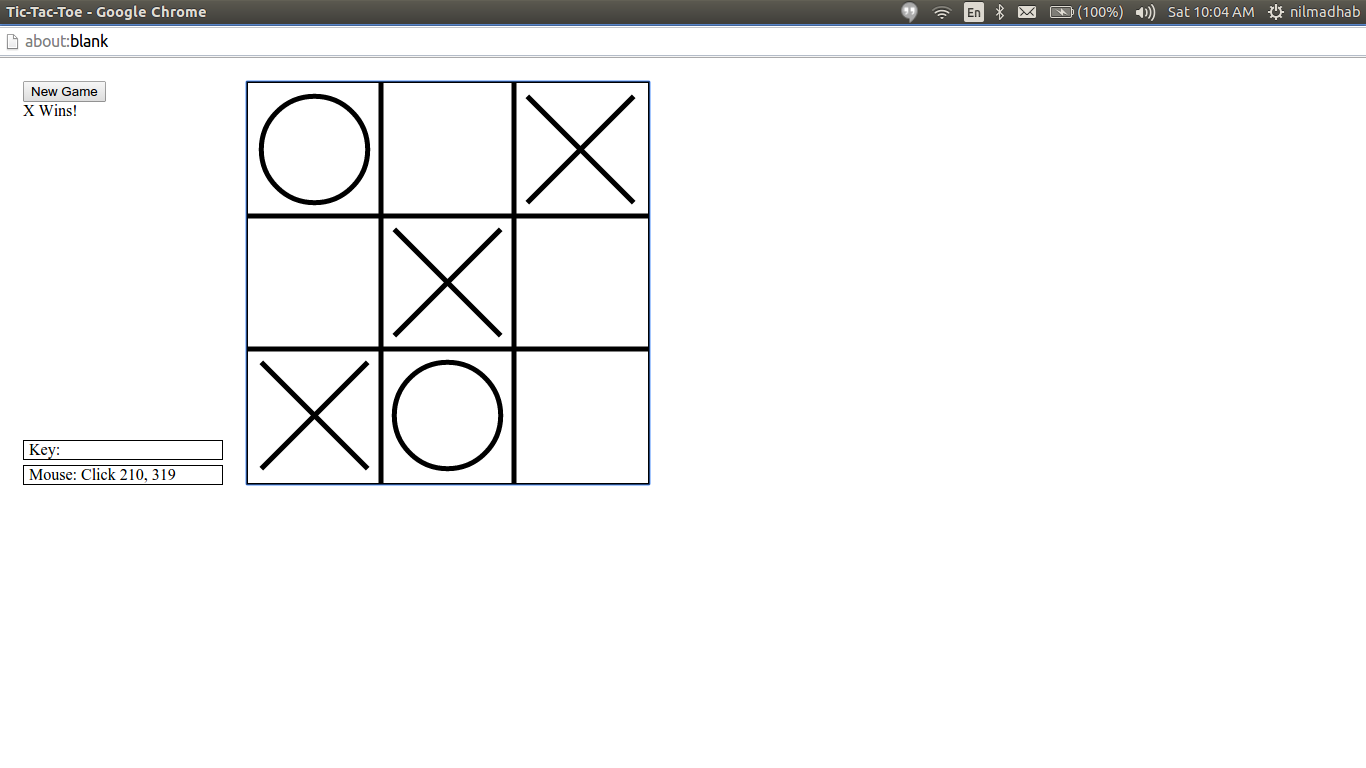 Tic-Tac-Toe - Google Chrome
En
(100%)
Sat 10:04 AM
nilmadhab
about:blank
New Game
X Wins!
Key:
Mouse: Click 210, 319